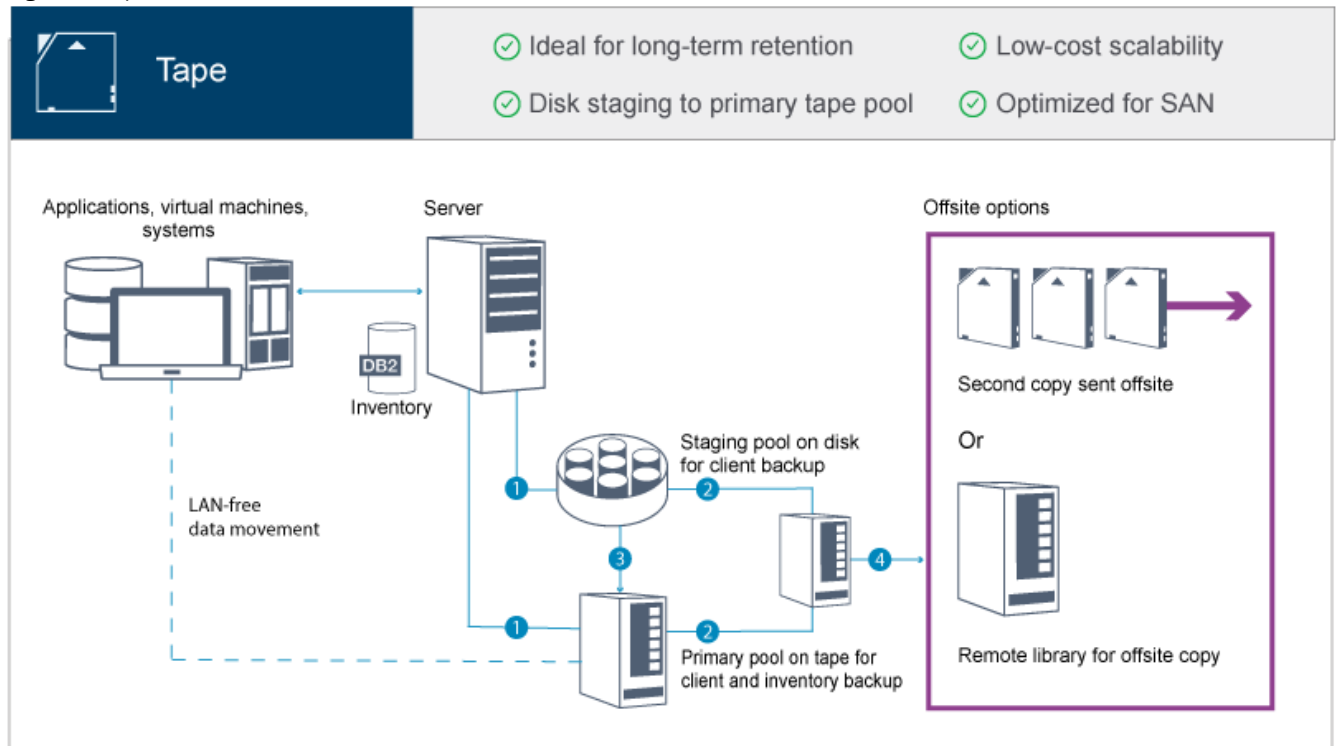 Tape
Ideal for long-term retention
Low-cost scalability
Disk staging to primary tape pool
Optimized for SAN
Applications, virtual machines,
systems
Server
Offsite options
DB2
Inventory
Second copy sent offsite
Staging pool on disk
for client backup
Or
1
2
LAN-free
data movement
3
4
1
2
Primary pool on tape for
client and inventory backup
Remote library for offsite copy